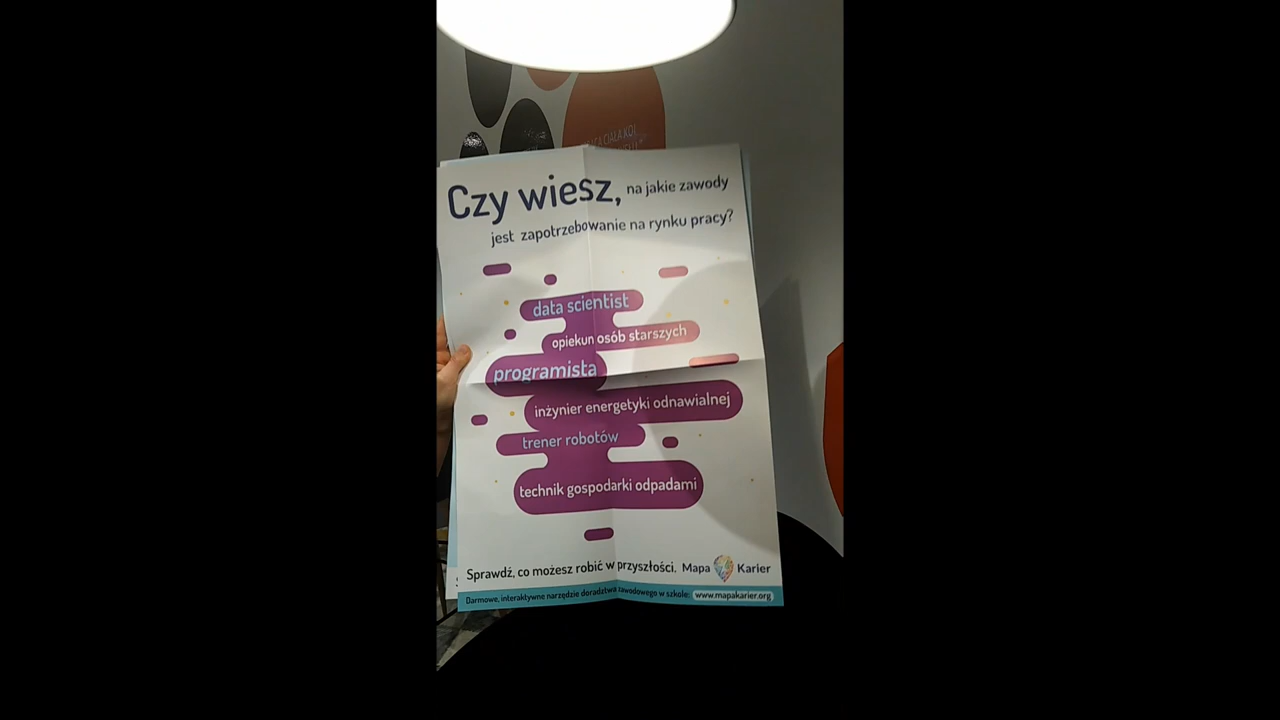 Czy wiesz, na jakie zawody
jest zapotrzebowanie na rynku pracy?
data scientist
opiekun osób starszych
programista
inżynier energetyki odnawialnej
trener robotów
technik gospodarki odpadami
Sprawdź, co możesz robić w przyszłości. Mapa Karier
Darmowe, interaktywne narzędzie doradztwa zawodowego w szkole: www.mapakarier.org